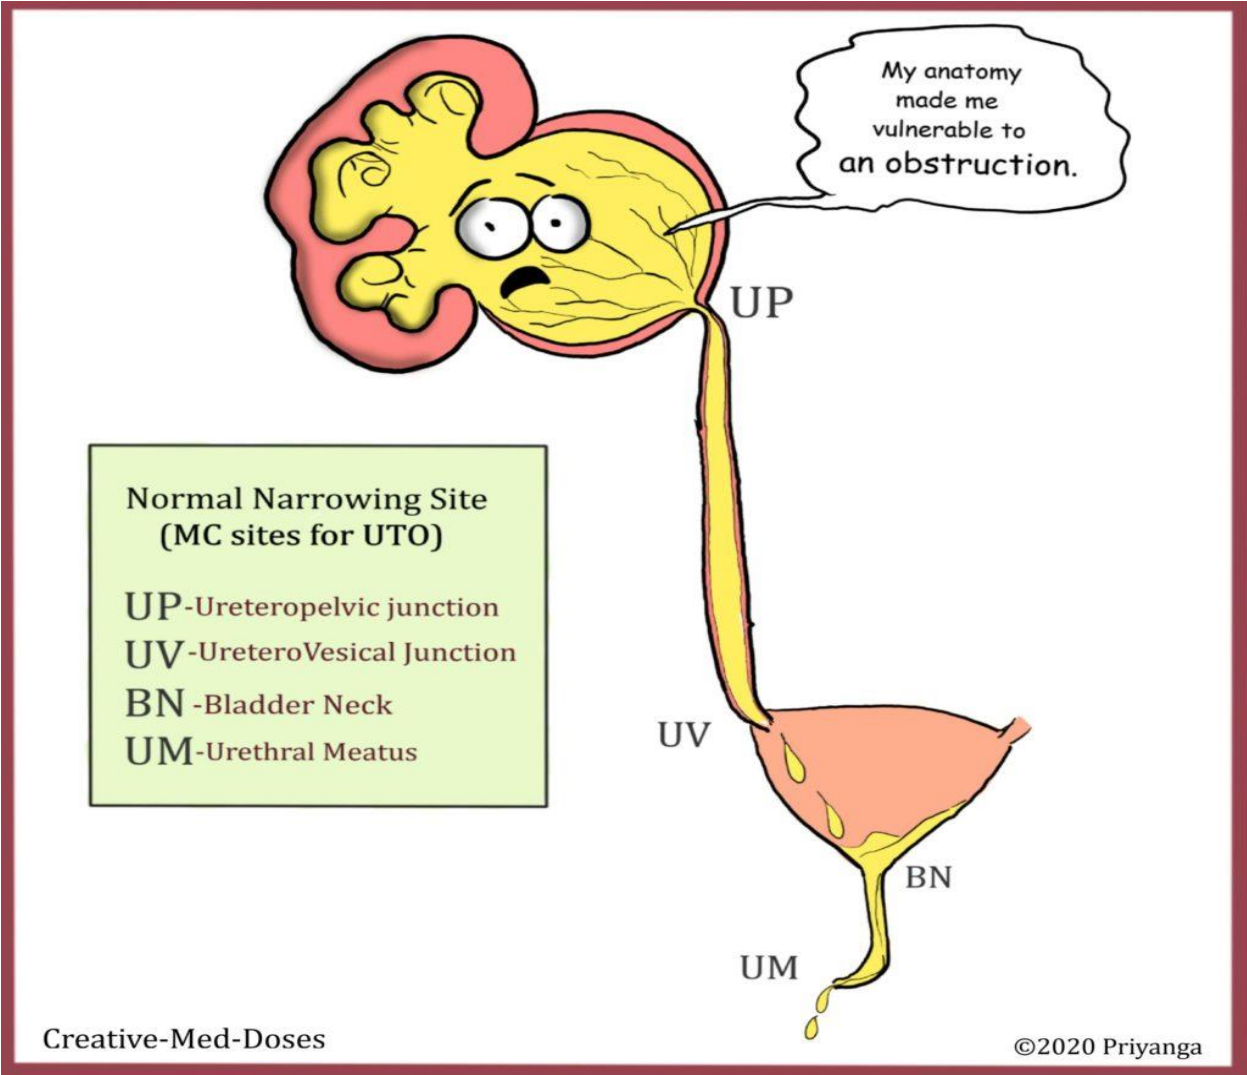 My anatomy
made me
vulnerable to
an obstruction.
UP
Normal Narrowing Site
(MC sites for UTO)
UP-Ureteropelvic junction
UV-UreteroVesical Junction
BN-Bladder Neck
UM-Urethral Meatus
UV
BN
UM
Creative-Med-Doses
©2020 Priyanga